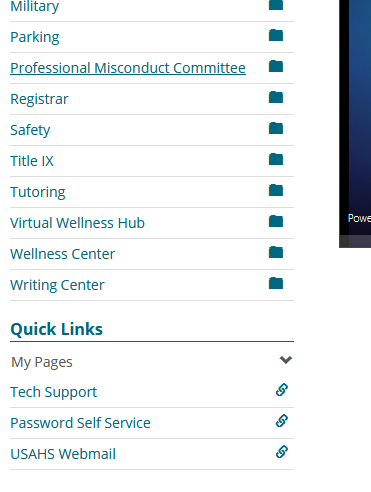 Military
Parking
Professional Misconduct Committee
Registrar
Safety
Title IX
Tutoring
Virtual Wellness Hub
Wellness Center
Writing Center
Quick Links
My Pages
Tech Support
Password Self Service
USAHS Webmail
Powe